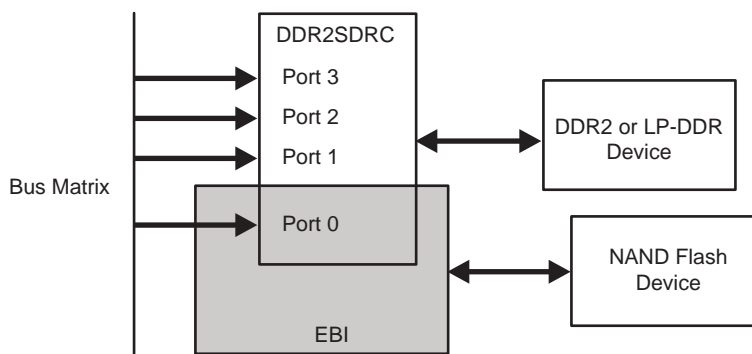 DDR2SDRC
Port 3
Port 2
Port 1
Port 0
Bus Matrix
EBI
DDR2 or LP-DDR
Device
NAND Flash
Device